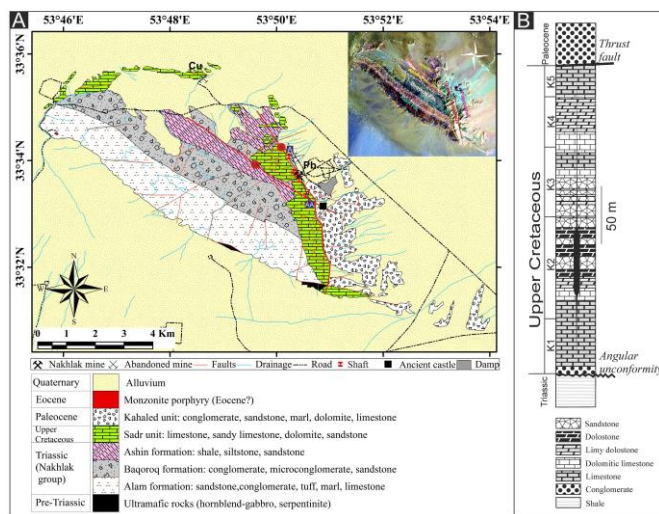 A
53°46'E
53°48'E
53°50'E
53°52'E
53°54'E
33°36'N
33°34'N
33°32'N
Cu
Pb
N
E
S
W
0 1 2 3 4 Km
Nakhlak mine
Abandoned mine
Faults
Drainage
Road
Shaft
Ancient castle
Damp
Quaternary
Alluvium
Eocene
Monzonite porphyry (Eocene?)
Paleocene
Kahaled unit: conglomerate, sandstone, marl, dolomite, limestone
Upper
Cretaceous
Sadr unit: limestone, sandy limestone, dolomite, sandstone
Triassic
(Nakhlak
group)
Ashin formation: shale, siltstone, sandstone
Baqoroq formation: conglomerate, microconglomerate, sandstone
Alam formation: sandstone,conglomerate, tuff, marl, limestone
Pre-Triassic
Ultramafic rocks (hornblend-gabbro, serpentinite)
B
Paleocene
Thrust
fault
Upper Cretaceous
K5
K4
K3
K2
K1
50 m
Angular
unconformity
Triassic
Sandstone
Dolostone
Limy dolostone
Dolomitic limestone
Limestone
Conglomerate
Shale